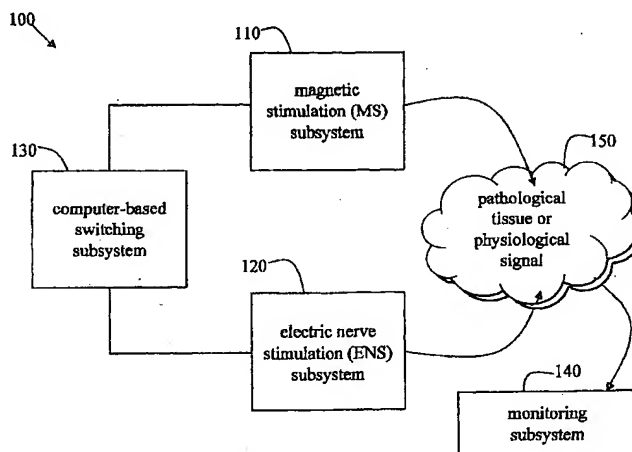 100
110
magnetic
stimulation (MS)
subsystem
130
computer-based
switching
subsystem
150
pathological
tissue or
physiological
signal
120
electric nerve
stimulation (ENS)
subsystem
140
monitoring
subsystem